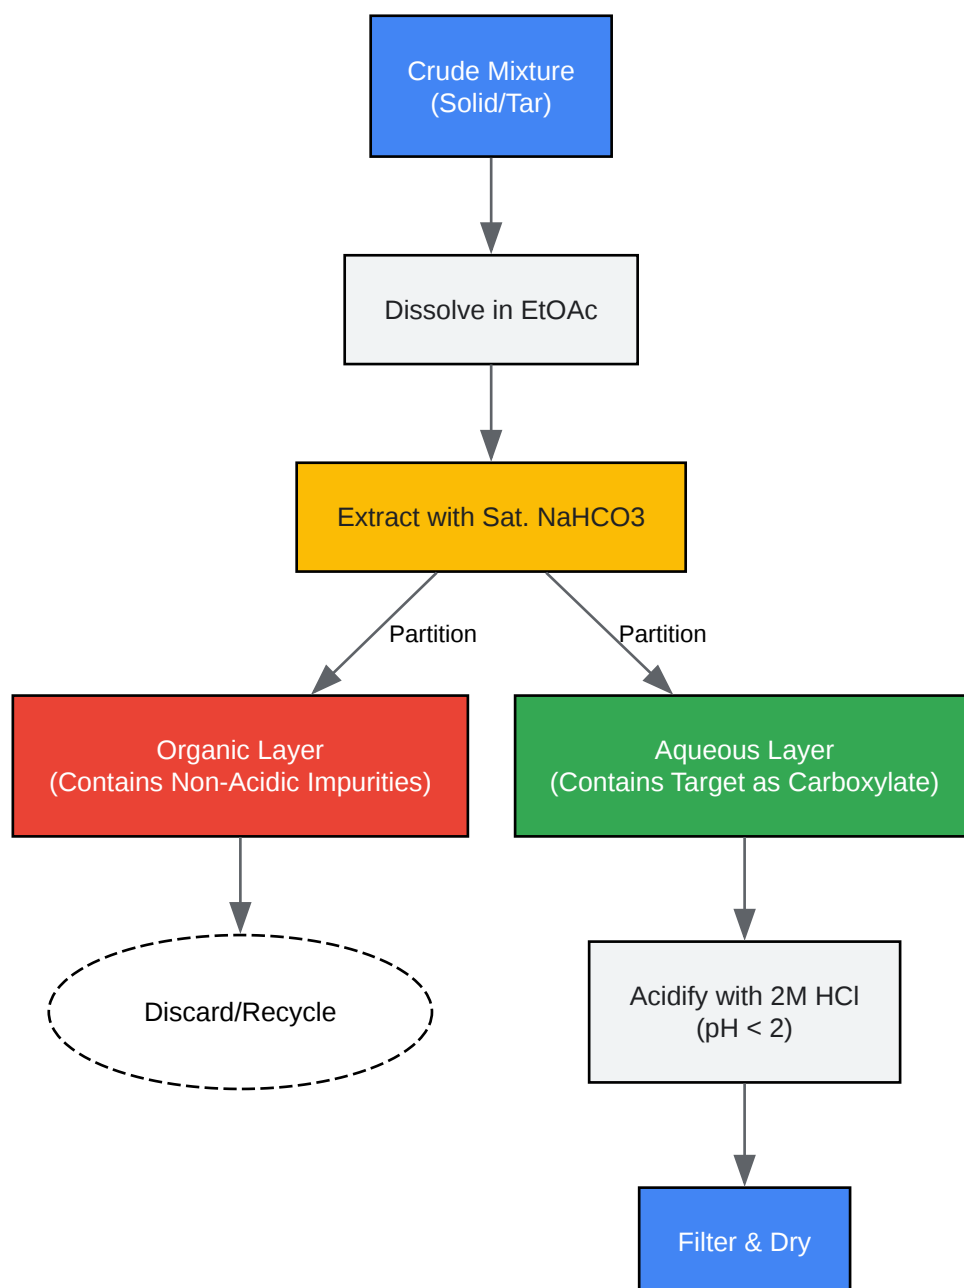 Crude Mixture
(Solid/Tar)
Dissolve in EtOAc
Extract with Sat. NaHCO3
Partition
Partition
Organic Layer
(Contains Non-Acidic Impurities)
Aqueous Layer
(Contains Target as Carboxylate)
Discard/Recycle
Acidify with 2M HCl
(pH < 2)
Filter & Dry